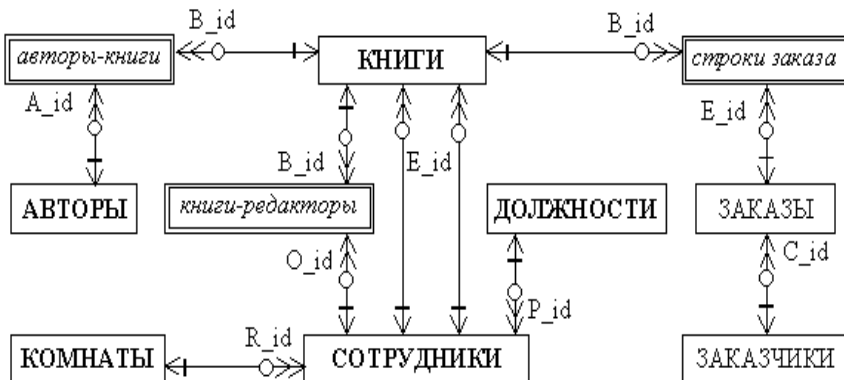 B_id
B_id
авторы-книги
КНИГИ
строки заказа
A_id
E_id
B_id
E_id
АВТОРЫ
книги-редакторы
ДОЛЖНОСТИ
ЗАКАЗЫ
O_id
C_id
P_id
R_id
КОМНАТЫ
СОТРУДНИКИ
ЗАКАЗЧИКИ